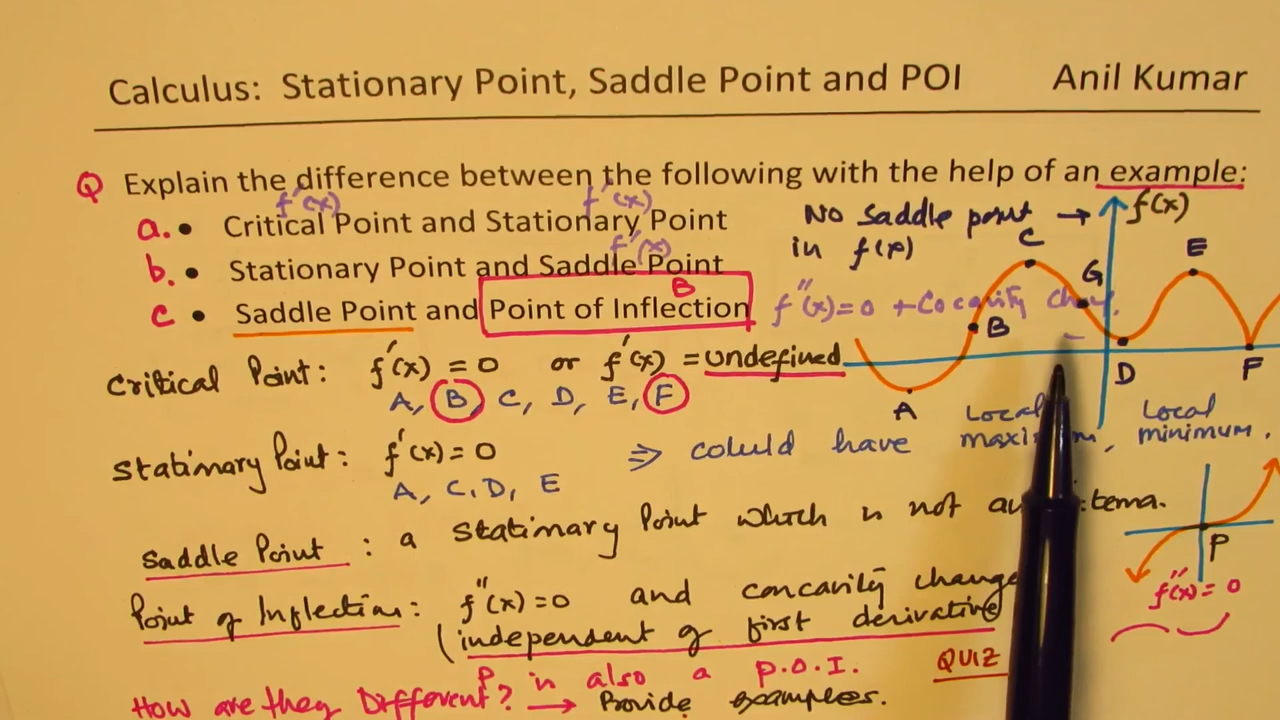 Calculus: Stationary Point, Saddle Point and POI Anil Kumar
Q Explain the difference between the following with the help of an example:
f'(x) f'(x)
a. • Critical Point and Stationary Point
No saddle point → f(x)
in f(x)
f'(x)
b. • Stationary Point and Saddle Point
B
c • Saddle Point and Point of Inflection
f''(x)=0
C
E
G
B
D
F
A
Critical Point: f'(x) = 0 or f'(x) = undefined
A, B, C, D, E, F
Local
Local
Stationary Point: f'(x) = 0 ⇒ colud have minimum,
A, C, D, E
Saddle Point: a stationary Point which is not
P
f''(x) = 0
Point of Inflection: f''(x)=0 and concavity change
(independent of first derivative
P is also a P.O.I.
QUIZ
How are they Different? → Provide examples.